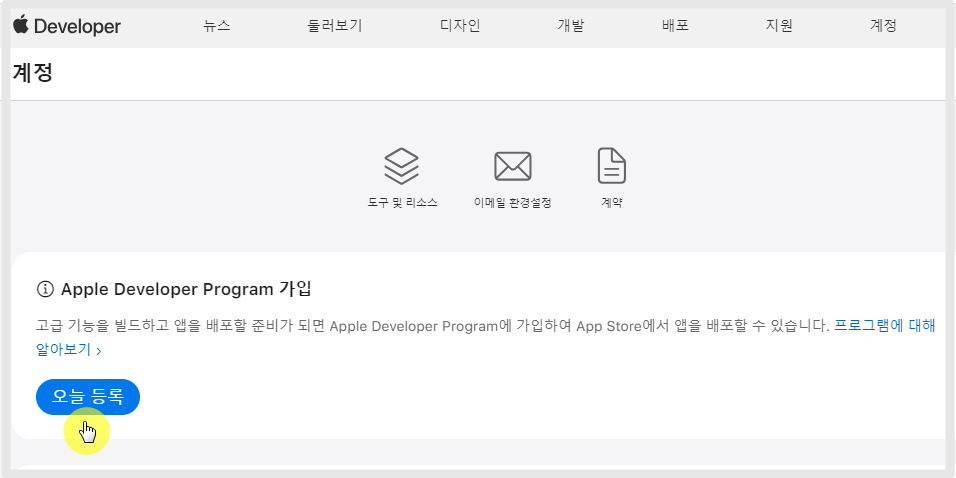 Developer 뉴스 둘러보기 디자인 개발 배포 지원 계정
계정
도구 및 리소스 이메일 환경설정 계약
Apple Developer Program 가입
고급 기능을 빌드하고 앱을 배포할 준비가 되면 Apple Developer Program에 가입하여 App Store에서 앱을 배포할 수 있습니다. 프로그램에 대해
알아보기 >
오늘 등록